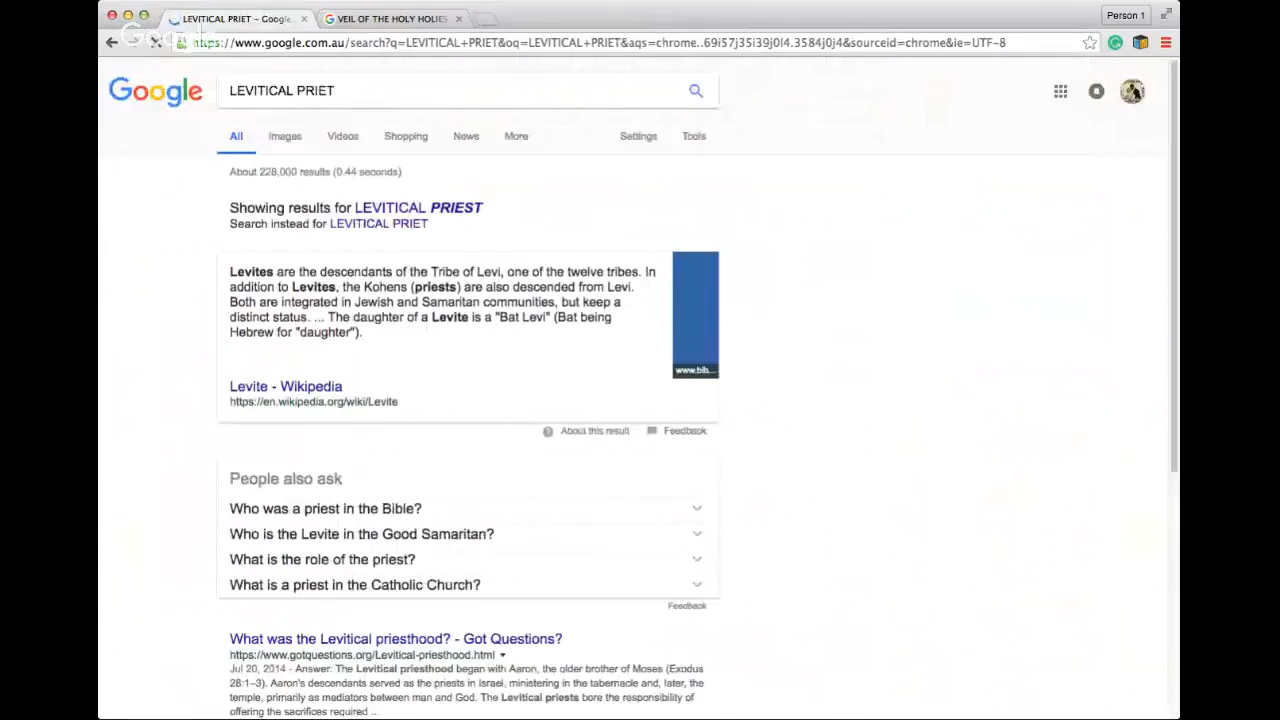 LEVITICAL PRIET - Google
VEIL OF THE HOLY HOLIES
Person 1
https://www.google.com.au/search?q=LEVITICAL+PRIET&oq=LEVITICAL+PRIET&aqs=chrome..69i57j35i39j0l4.3584j0j4&sourceid=chrome&ie=UTF-8
Google
LEVITICAL PRIET
All
Images
Videos
Shopping
News
More
Settings
Tools
About 228,000 results (0.44 seconds)
Showing results for LEVITICAL PRIEST
Search instead for LEVITICAL PRIET
Levites are the descendants of the Tribe of Levi, one of the twelve tribes. In
addition to Levites, the Kohens (priests) are also descended from Levi.
Both are integrated in Jewish and Samaritan communities, but keep a
distinct status. ... The daughter of a Levite is a "Bat Levi" (Bat being
Hebrew for "daughter").
www.bib...
Levite - Wikipedia
https://en.wikipedia.org/wiki/Levite
About this result
Feedback
People also ask
Who was a priest in the Bible?
Who is the Levite in the Good Samaritan?
What is the role of the priest?
What is a priest in the Catholic Church?
Feedback
What was the Levitical priesthood? - Got Questions?
https://www.gotquestions.org/Levitical-priesthood.html
Jul 20, 2014 - Answer: The Levitical priesthood began with Aaron, the older brother of Moses (Exodus
28:1–3). Aaron's descendants served as the priests in Israel, ministering in the tabernacle and, later, the
temple, primarily as mediators between man and God. The Levitical priests bore the responsibility of
offering the sacrifices required ...